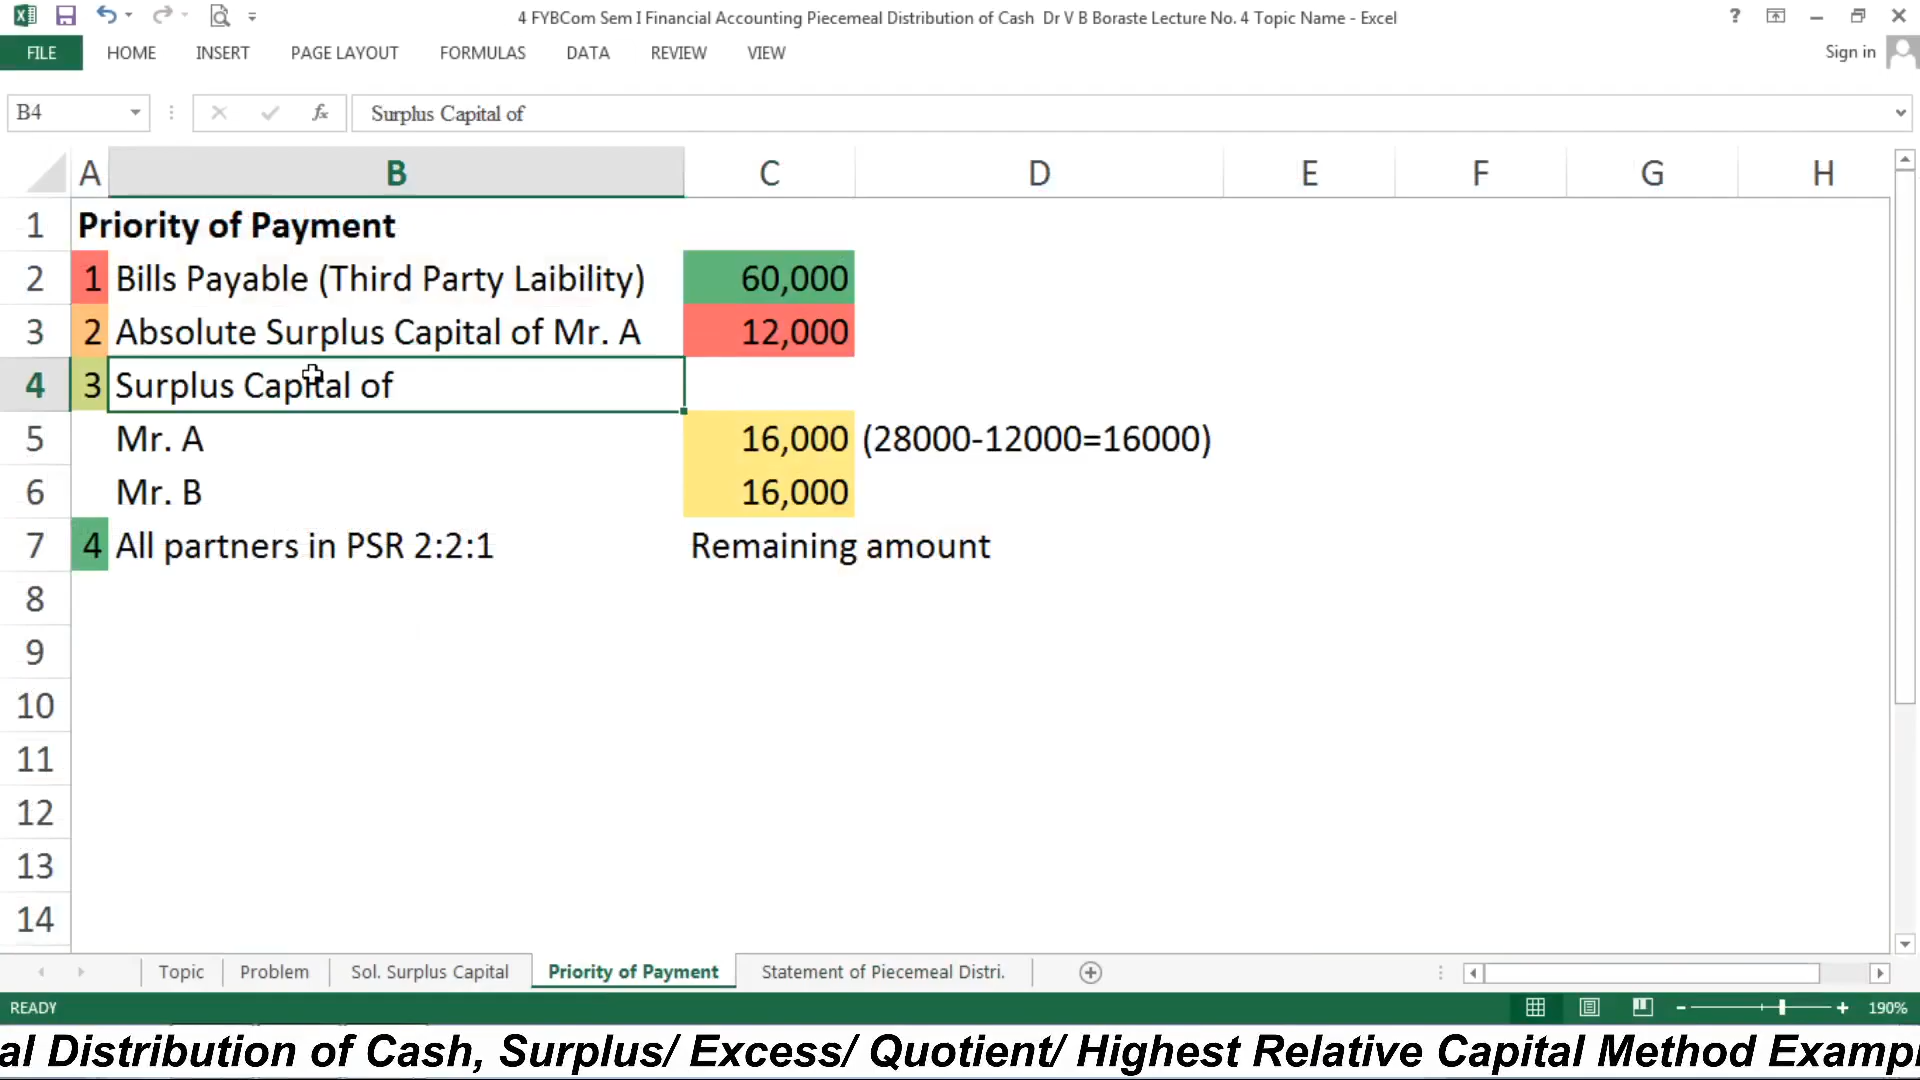 4 FYBCom Sem I Financial Accounting Piecemeal Distribution of Cash  Dr V B Boraste Lecture No. 4 Topic Name - Excel
?
FILE HOME INSERT PAGE LAYOUT FORMULAS DATA REVIEW VIEW Sign in
B4 fx Surplus Capital of
A B C D E F G H
1 Priority of Payment
2 1 Bills Payable (Third Party Laibility) 60,000
3 2 Absolute Surplus Capital of Mr. A 12,000
4 3 Surplus Capital of
5 Mr. A 16,000 (28000-12000=16000)
6 Mr. B 16,000
7 4 All partners in PSR 2:2:1 Remaining amount
8
9
10
11
12
13
14
Topic Problem Sol. Surplus Capital Priority of Payment Statement of Piecemeal Distri.
READY 190%
al Distribution of Cash, Surplus/ Excess/ Quotient/ Highest Relative Capital Method Exampl